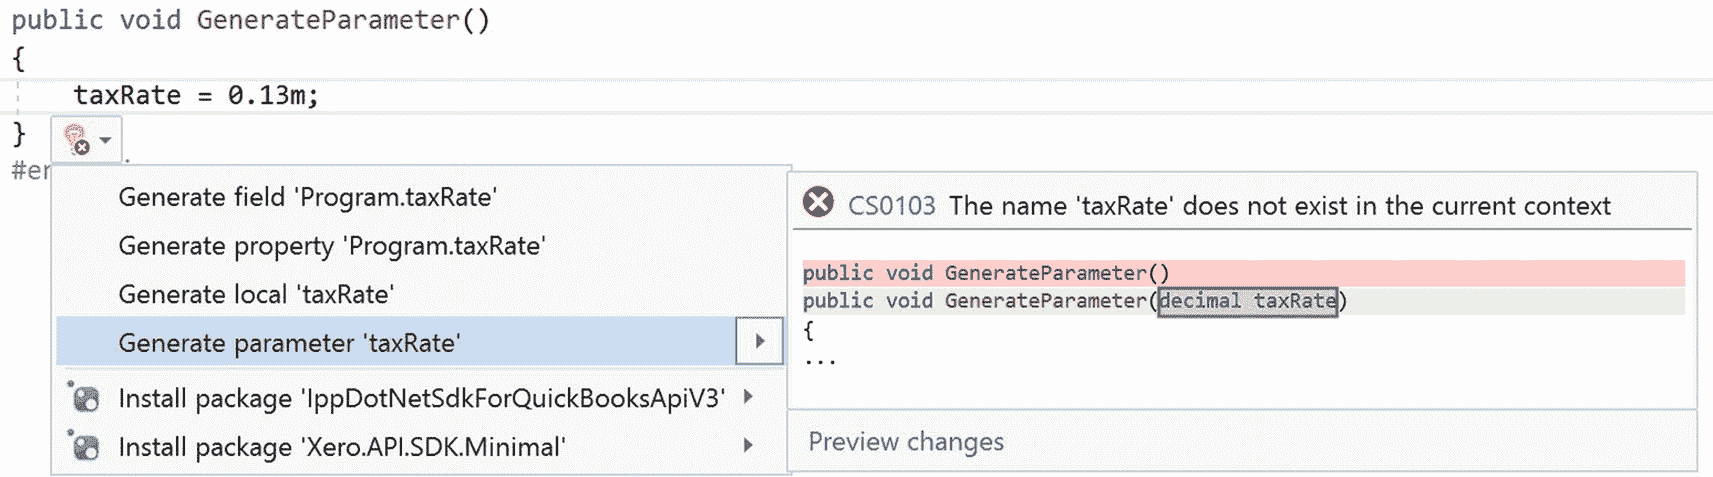 public void GenerateParameter()
{
taxRate = 0.13m;
}
#er
Generate field 'Program.taxRate'
Generate property 'Program.taxRate'
Generate local 'taxRate'
Generate parameter 'taxRate'
Install package 'IppDotNetSdkForQuickBooksApiV3'
Install package 'Xero.API.SDK.Minimal'
CS0103 The name 'taxRate' does not exist in the current context
public void GenerateParameter()
public void GenerateParameter(decimal taxRate)
{
...
Preview changes